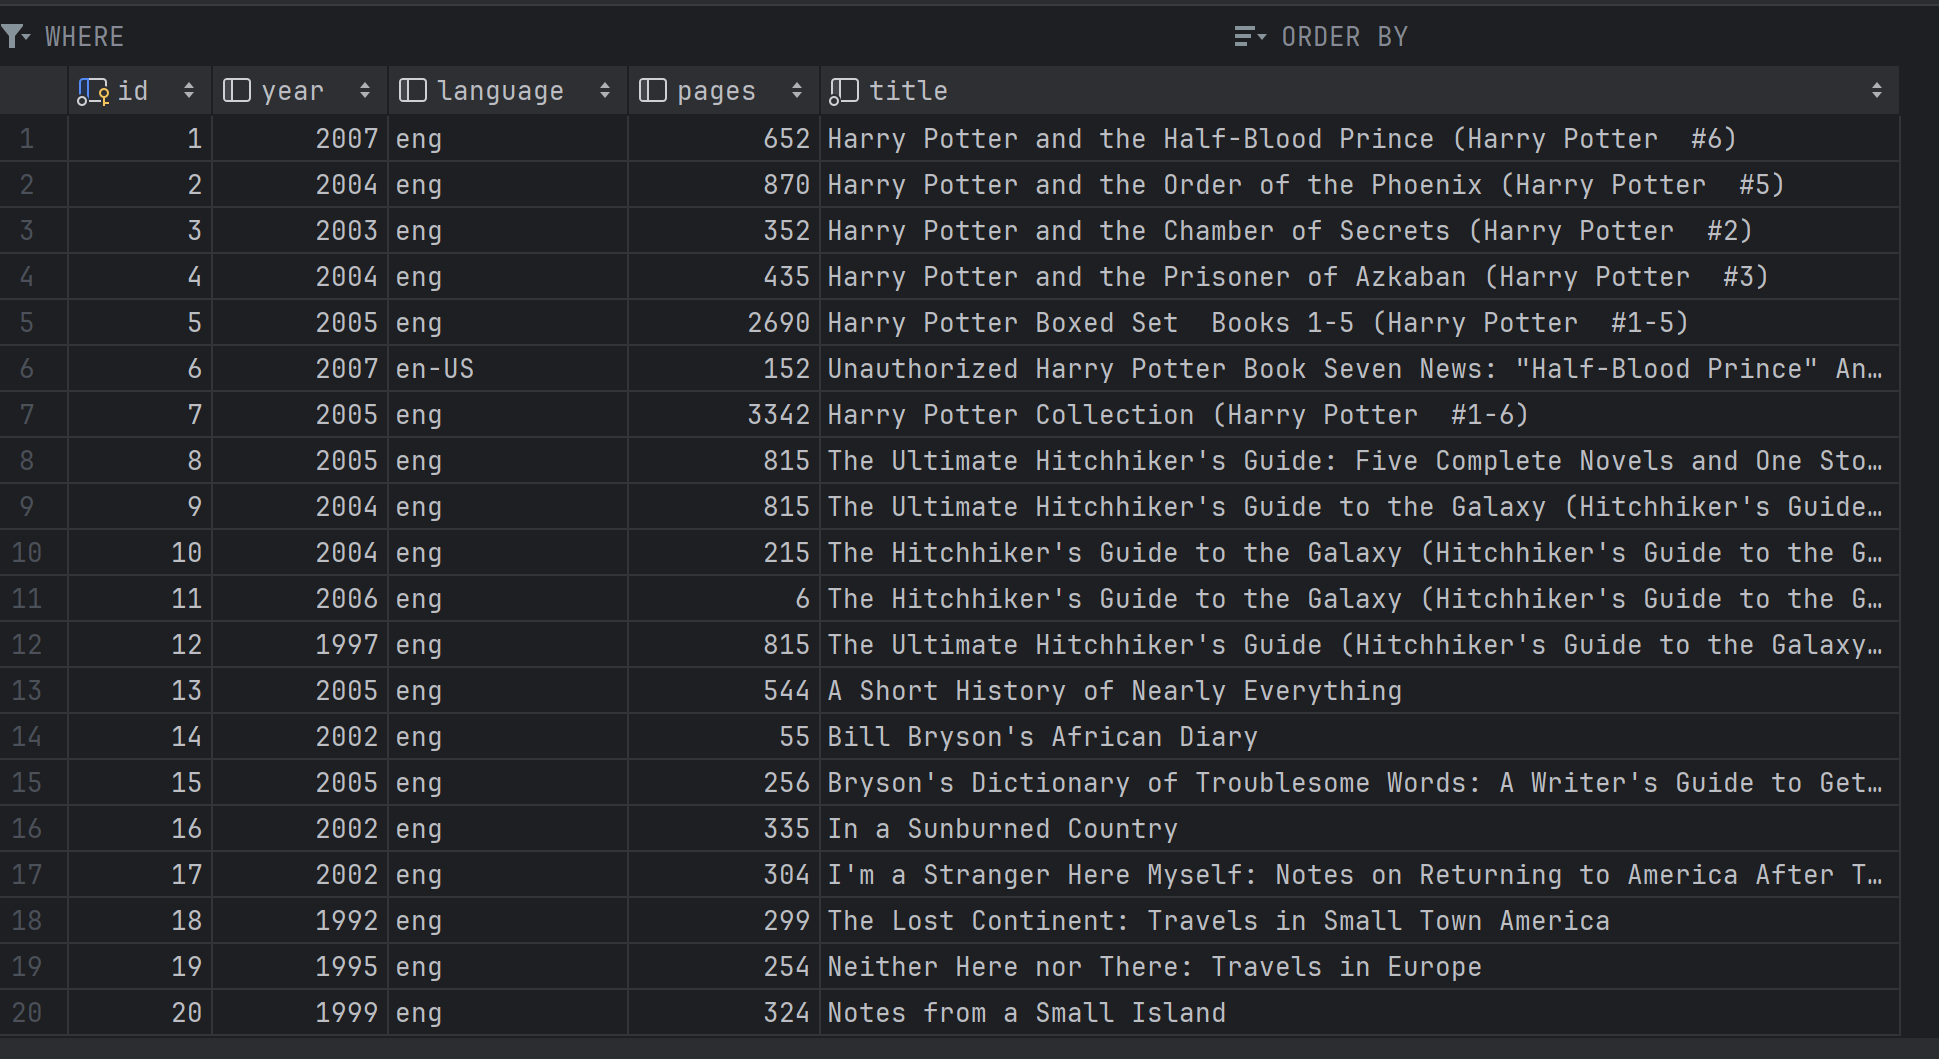 WHERE ORDER BY
id year language pages title
1 1 2007 eng 652 Harry Potter and the Half-Blood Prince (Harry Potter  #6)
2 2 2004 eng 870 Harry Potter and the Order of the Phoenix (Harry Potter  #5)
3 3 2003 eng 352 Harry Potter and the Chamber of Secrets (Harry Potter  #2)
4 4 2004 eng 435 Harry Potter and the Prisoner of Azkaban (Harry Potter  #3)
5 5 2005 eng 2690 Harry Potter Boxed Set  Books 1-5 (Harry Potter  #1-5)
6 6 2007 en-US 152 Unauthorized Harry Potter Book Seven News: "Half-Blood Prince" An…
7 7 2005 eng 3342 Harry Potter Collection (Harry Potter  #1-6)
8 8 2005 eng 815 The Ultimate Hitchhiker's Guide: Five Complete Novels and One Sto…
9 9 2004 eng 815 The Ultimate Hitchhiker's Guide to the Galaxy (Hitchhiker's Guide…
10 10 2004 eng 215 The Hitchhiker's Guide to the Galaxy (Hitchhiker's Guide to the G…
11 11 2006 eng 6 The Hitchhiker's Guide to the Galaxy (Hitchhiker's Guide to the G…
12 12 1997 eng 815 The Ultimate Hitchhiker's Guide (Hitchhiker's Guide to the Galaxy…
13 13 2005 eng 544 A Short History of Nearly Everything
14 14 2002 eng 55 Bill Bryson's African Diary
15 15 2005 eng 256 Bryson's Dictionary of Troublesome Words: A Writer's Guide to Get…
16 16 2002 eng 335 In a Sunburned Country
17 17 2002 eng 304 I'm a Stranger Here Myself: Notes on Returning to America After T…
18 18 1992 eng 299 The Lost Continent: Travels in Small Town America
19 19 1995 eng 254 Neither Here nor There: Travels in Europe
20 20 1999 eng 324 Notes from a Small Island